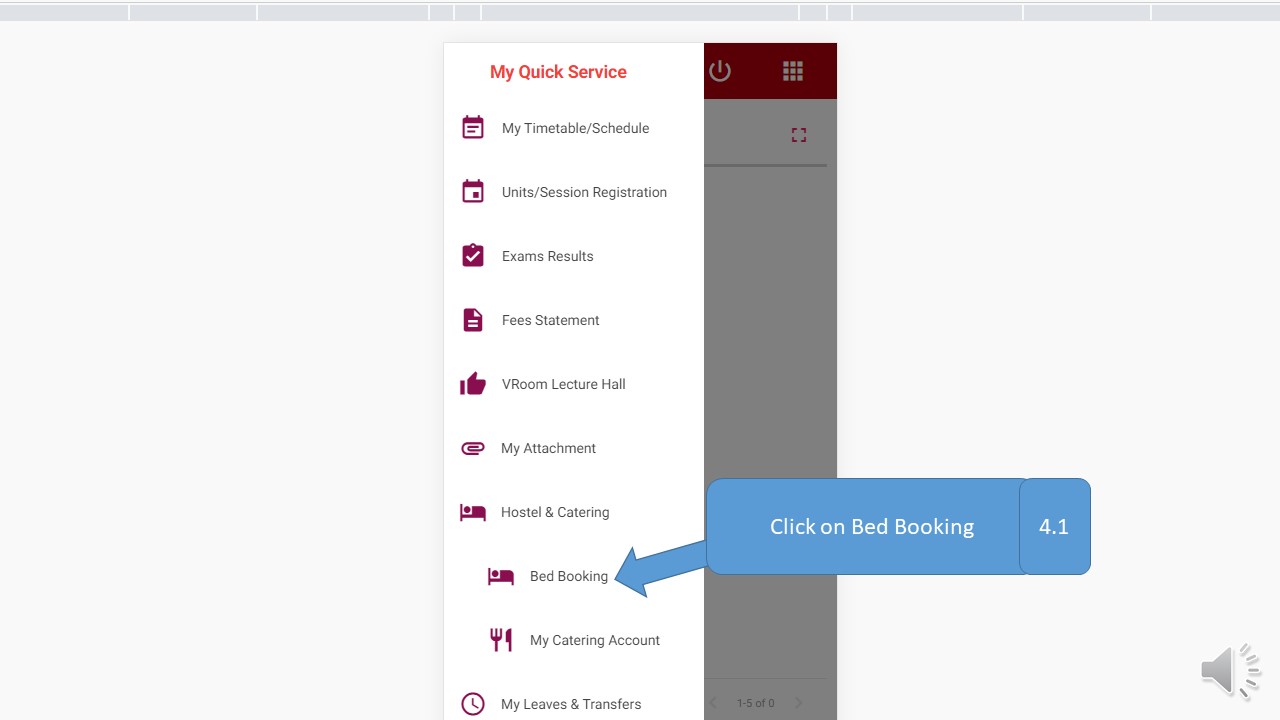 My Quick Service
My Timetable/Schedule
Units/Session Registration
Exams Results
Fees Statement
VRoom Lecture Hall
My Attachment
Hostel & Catering
Click on Bed Booking 4.1
Bed Booking
My Catering Account
My Leaves & Transfers
1-5 of 0